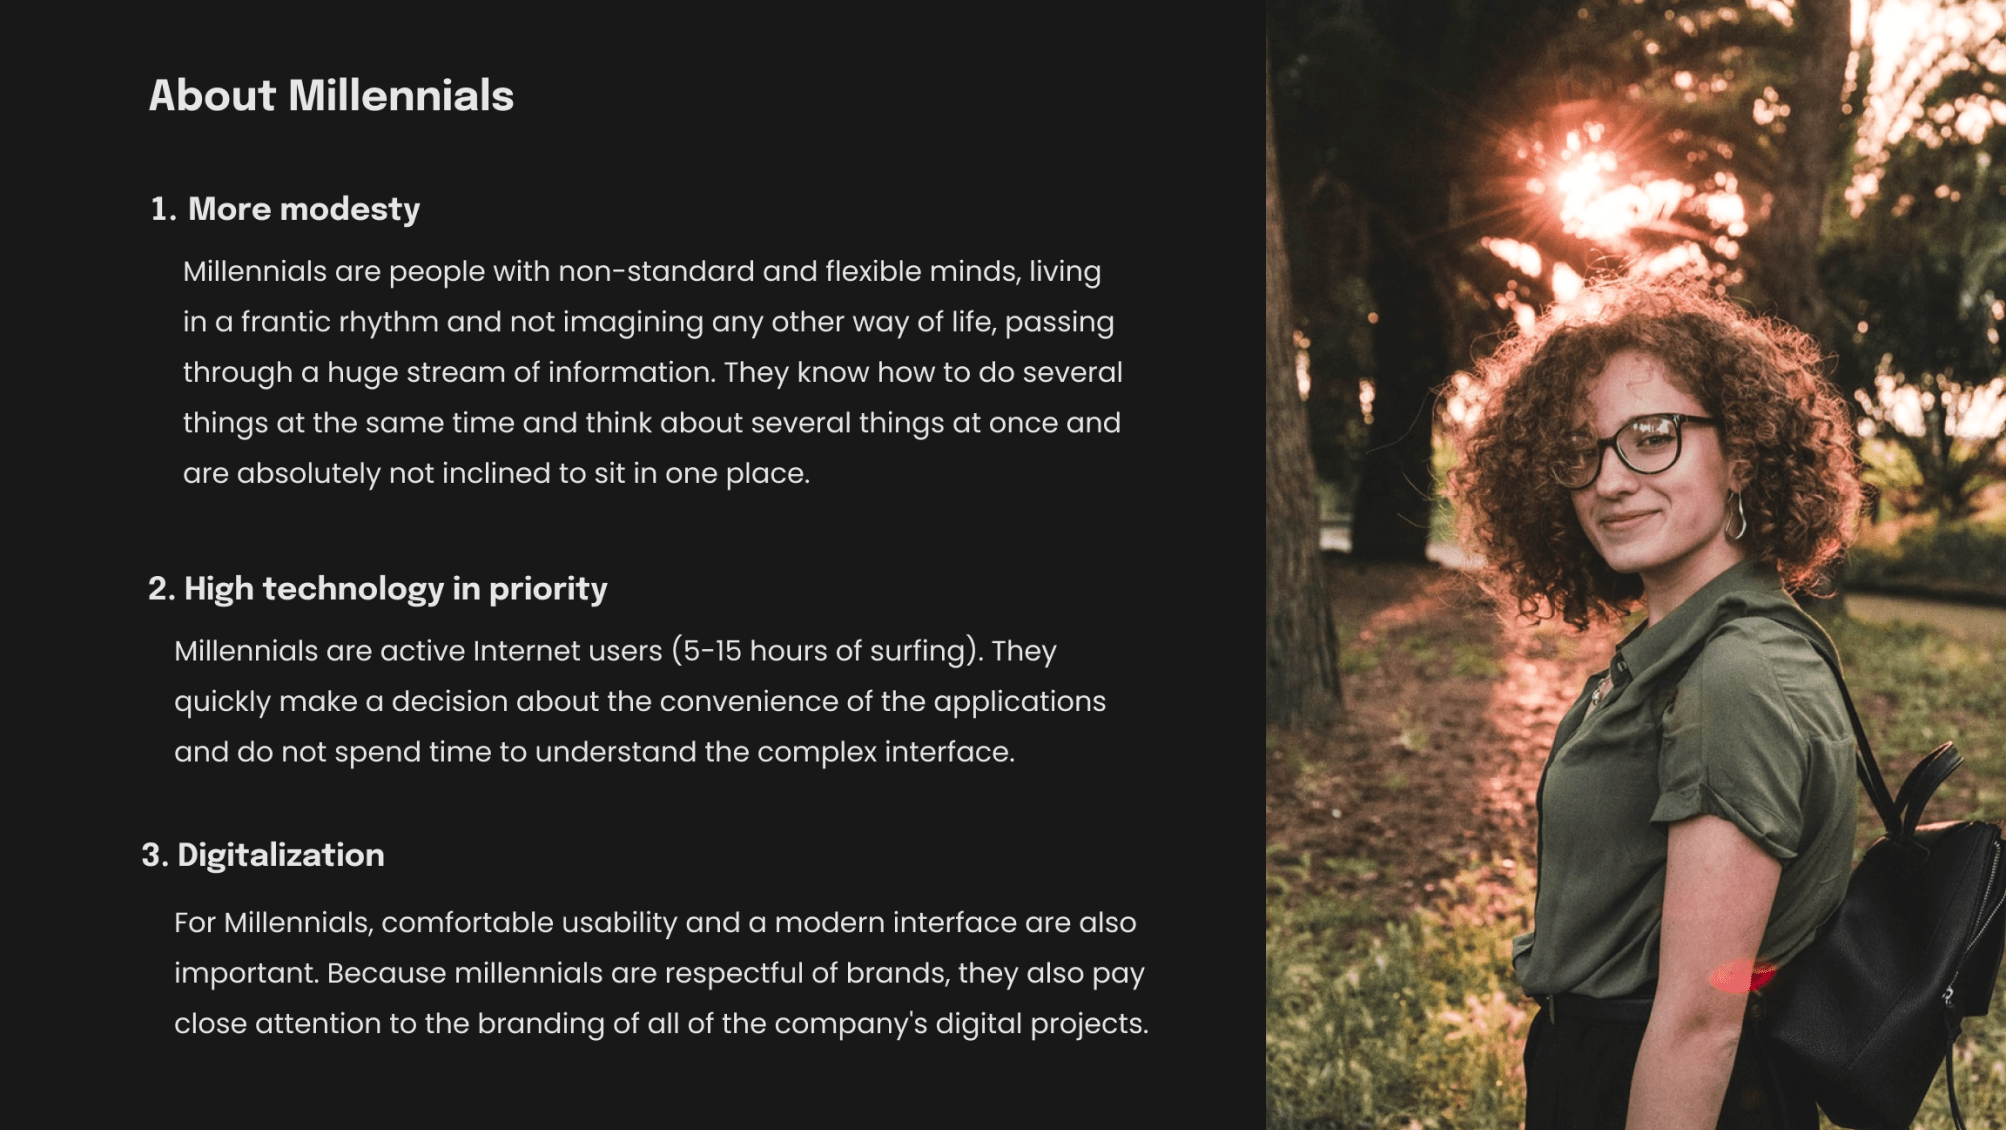 About Millennials
1. More modesty
Millennials are people with non-standard and flexible minds, living
in a frantic rhythm and not imagining any other way of life, passing
through a huge stream of information. They know how to do several
things at the same time and think about several things at once and
are absolutely not inclined to sit in one place.
2. High technology in priority
Millennials are active Internet users (5-15 hours of surfing). They
quickly make a decision about the convenience of the applications
and do not spend time to understand the complex interface.
3. Digitalization
For Millennials, comfortable usability and a modern interface are also
important. Because millennials are respectful of brands, they also pay
close attention to the branding of all of the company's digital projects.